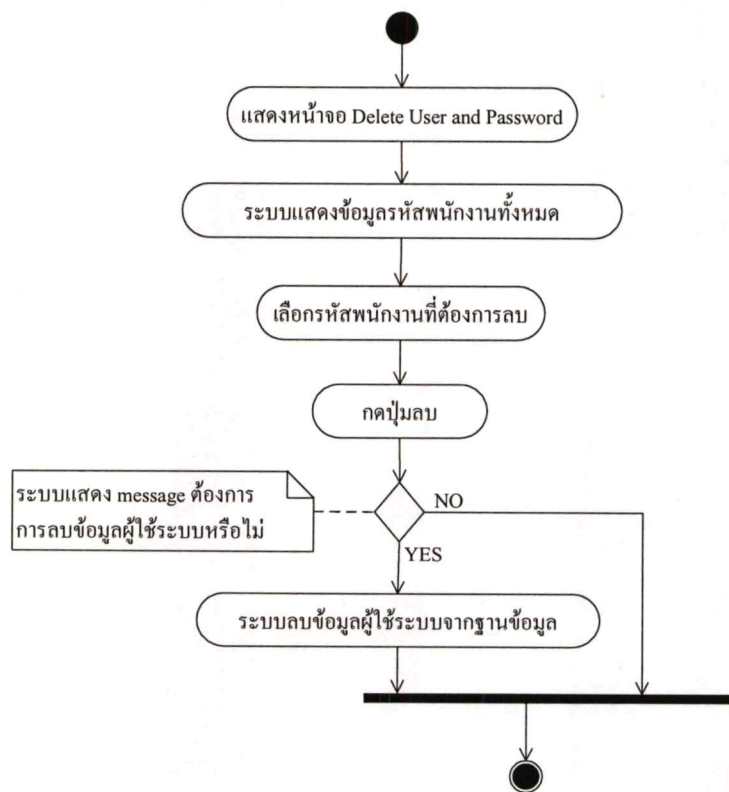 แสดงหน้าจอ Delete User and Password
ระบบแสดงข้อมูลรหัสพนักงานทั้งหมด
เลือกรหัสพนักงานที่ต้องการลบ
กดปุ่มลบ
ระบบแสดง message ต้องการ
การลบข้อมูลผู้ใช้ระบบหรือไม่
NO
YES
ระบบลบข้อมูลผู้ใช้ระบบจากฐานข้อมูล